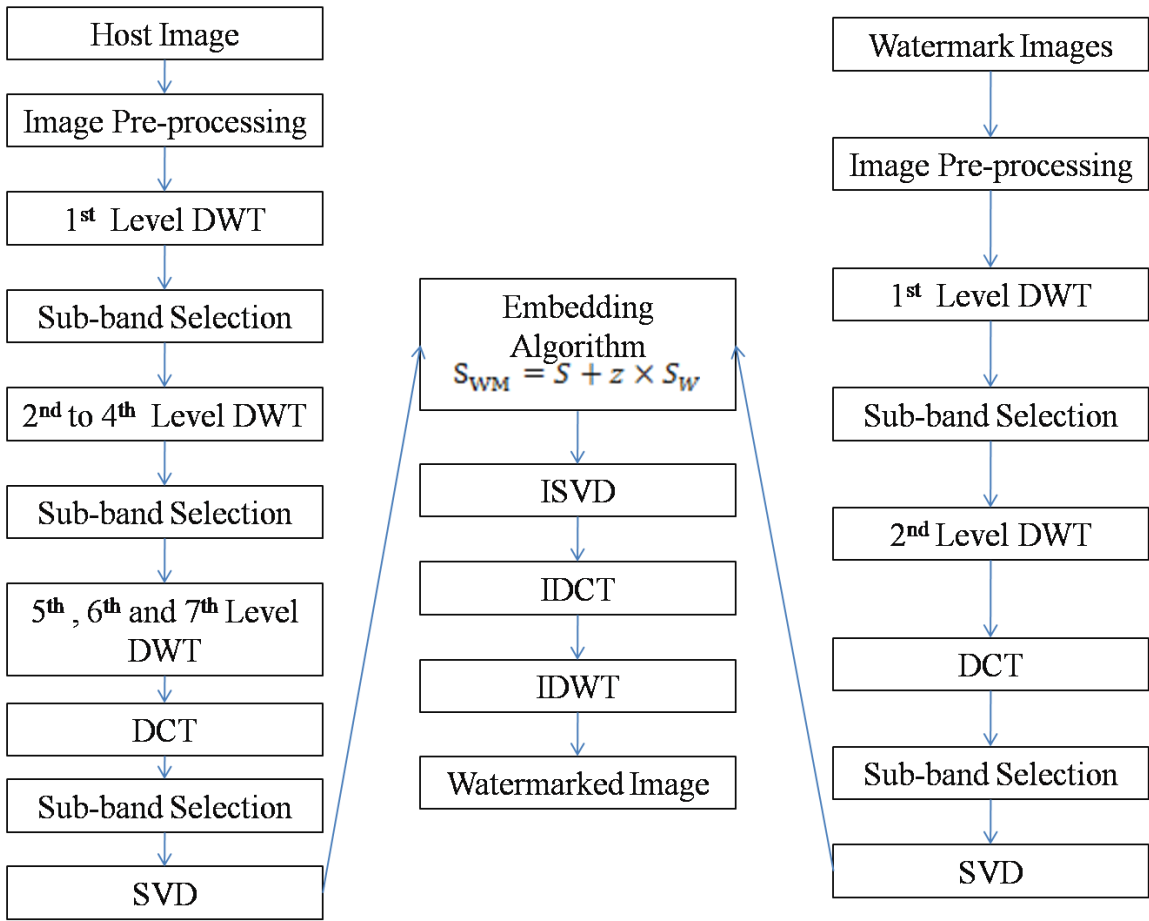 Host Image
Image Pre-processing
1st Level DWT
Sub-band Selection
2nd to 4th Level DWT
Sub-band Selection
5th , 6th and 7th Level
DWT
DCT
Sub-band Selection
SVD
Embedding
Algorithm
S_WM = S + z × S_W
ISVD
IDCT
IDWT
Watermarked Image
Watermark Images
Image Pre-processing
1st Level DWT
Sub-band Selection
2nd Level DWT
DCT
Sub-band Selection
SVD